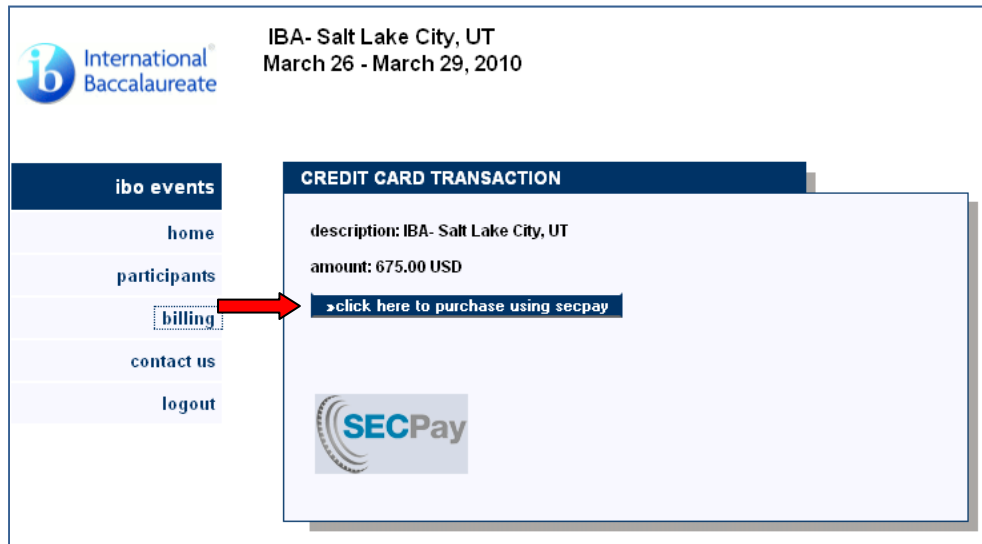 International®
Baccalaureate
ib
IBA- Salt Lake City, UT
March 26 - March 29, 2010
ibo events
home
participants
billing
contact us
logout
CREDIT CARD TRANSACTION
description: IBA- Salt Lake City, UT
amount: 675.00 USD
»click here to purchase using secpay
SECPay